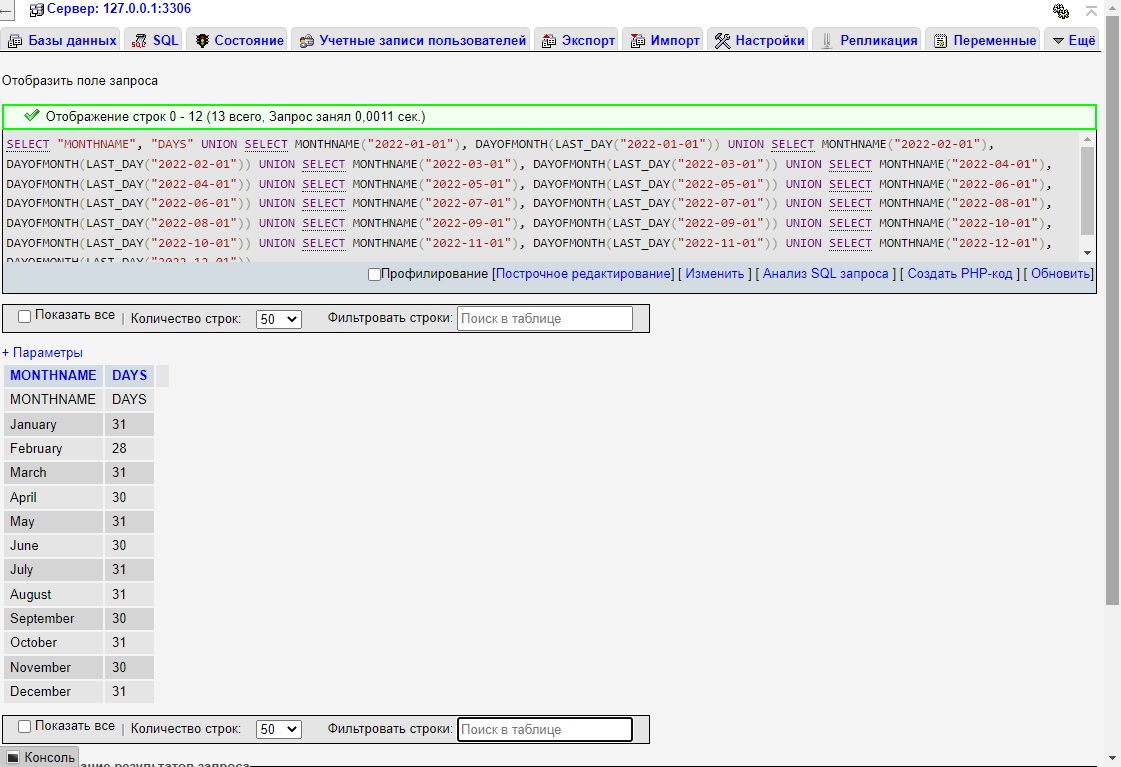 Сервер: 127.0.0.1:3306
Базы данных SQL Состояние Учетные записи пользователей Экспорт Импорт Настройки Репликация Переменные Ещё
Отобразить поле запроса
Отображение строк 0 - 12 (13 всего, Запрос занял 0,0011 сек.)
SELECT "MONTHNAME", "DAYS" UNION SELECT MONTHNAME("2022-01-01"), DAYOFMONTH(LAST_DAY("2022-01-01")) UNION SELECT MONTHNAME("2022-02-01"),
DAYOFMONTH(LAST_DAY("2022-02-01")) UNION SELECT MONTHNAME("2022-03-01"), DAYOFMONTH(LAST_DAY("2022-03-01")) UNION SELECT MONTHNAME("2022-04-01"),
DAYOFMONTH(LAST_DAY("2022-04-01")) UNION SELECT MONTHNAME("2022-05-01"), DAYOFMONTH(LAST_DAY("2022-05-01")) UNION SELECT MONTHNAME("2022-06-01"),
DAYOFMONTH(LAST_DAY("2022-06-01")) UNION SELECT MONTHNAME("2022-07-01"), DAYOFMONTH(LAST_DAY("2022-07-01")) UNION SELECT MONTHNAME("2022-08-01"),
DAYOFMONTH(LAST_DAY("2022-08-01")) UNION SELECT MONTHNAME("2022-09-01"), DAYOFMONTH(LAST_DAY("2022-09-01")) UNION SELECT MONTHNAME("2022-10-01"),
DAYOFMONTH(LAST_DAY("2022-10-01")) UNION SELECT MONTHNAME("2022-11-01"), DAYOFMONTH(LAST_DAY("2022-11-01")) UNION SELECT MONTHNAME("2022-12-01"),
DAYOFMONTH(LAST_DAY("2022-12-01"))
Профилирование [Построчное редактирование] [ Изменить ] [ Анализ SQL запроса ] [ Создать PHP-код ] [ Обновить]
Показать все | Количество строк: 50 Фильтровать строки: Поиск в таблице
+ Параметры
MONTHNAME DAYS
MONTHNAME DAYS
January 31
February 28
March 31
April 30
May 31
June 30
July 31
August 31
September 30
October 31
November 30
December 31
Показать все | Количество строк: 50 Фильтровать строки: Поиск в таблице
Консоль результатов запроса